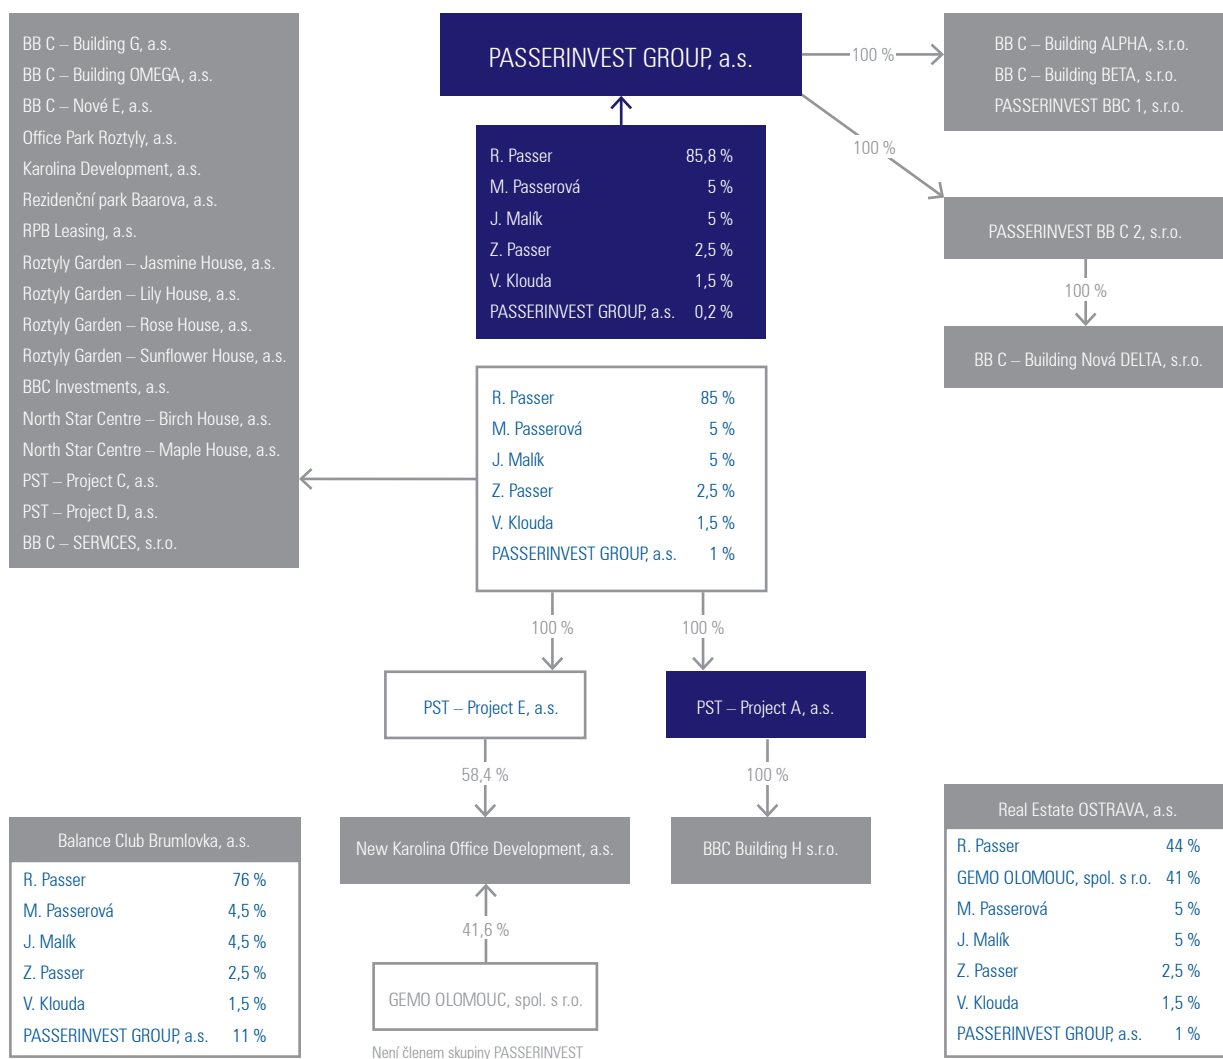 BB C – Building G, a.s.
BB C – Building OMEGA, a.s.
BB C – Nové E, a.s.
Office Park Roztyly, a.s.
Karolina Development, a.s.
Rezidenční park Baarova, a.s.
RPB Leasing, a.s.
Roztyly Garden – Jasmine House, a.s.
Roztyly Garden – Lily House, a.s.
Roztyly Garden – Rose House, a.s.
Roztyly Garden – Sunflower House, a.s.
BBC Investments, a.s.
North Star Centre – Birch House, a.s.
North Star Centre – Maple House, a.s.
PST – Project C, a.s.
PST – Project D, a.s.
BB C – SERVICES, s.r.o.
PASSERINVEST GROUP, a.s.
100 %
BB C – Building ALPHA, s.r.o.
BB C – Building BETA, s.r.o.
PASSERINVEST BBC 1, s.r.o.
100 %
PASSERINVEST BB C 2, s.r.o.
100 %
BB C – Building Nová DELTA, s.r.o.
R. Passer 85,8 %
M. Passerová 5 %
J. Malík 5 %
Z. Passer 2,5 %
V. Klouda 1,5 %
PASSERINVEST GROUP, a.s. 0,2 %
R. Passer 85 %
M. Passerová 5 %
J. Malík 5 %
Z. Passer 2,5 %
V. Klouda 1,5 %
PASSERINVEST GROUP, a.s. 1 %
100 %
100 %
PST – Project E, a.s.
PST – Project A, a.s.
58,4 %
100 %
New Karolina Office Development, a.s.
BBC Building H s.r.o.
41,6 %
GEMO OLOMOUC, spol. s r.o.
Není členem skupiny PASSERINVEST
Balance Club Brumlovka, a.s.
R. Passer 76 %
M. Passerová 4,5 %
J. Malík 4,5 %
Z. Passer 2,5 %
V. Klouda 1,5 %
PASSERINVEST GROUP, a.s. 11 %
Real Estate OSTRAVA, a.s.
R. Passer 44 %
GEMO OLOMOUC, spol. s r.o. 41 %
M. Passerová 5 %
J. Malík 5 %
Z. Passer 2,5 %
V. Klouda 1,5 %
PASSERINVEST GROUP, a.s. 1 %